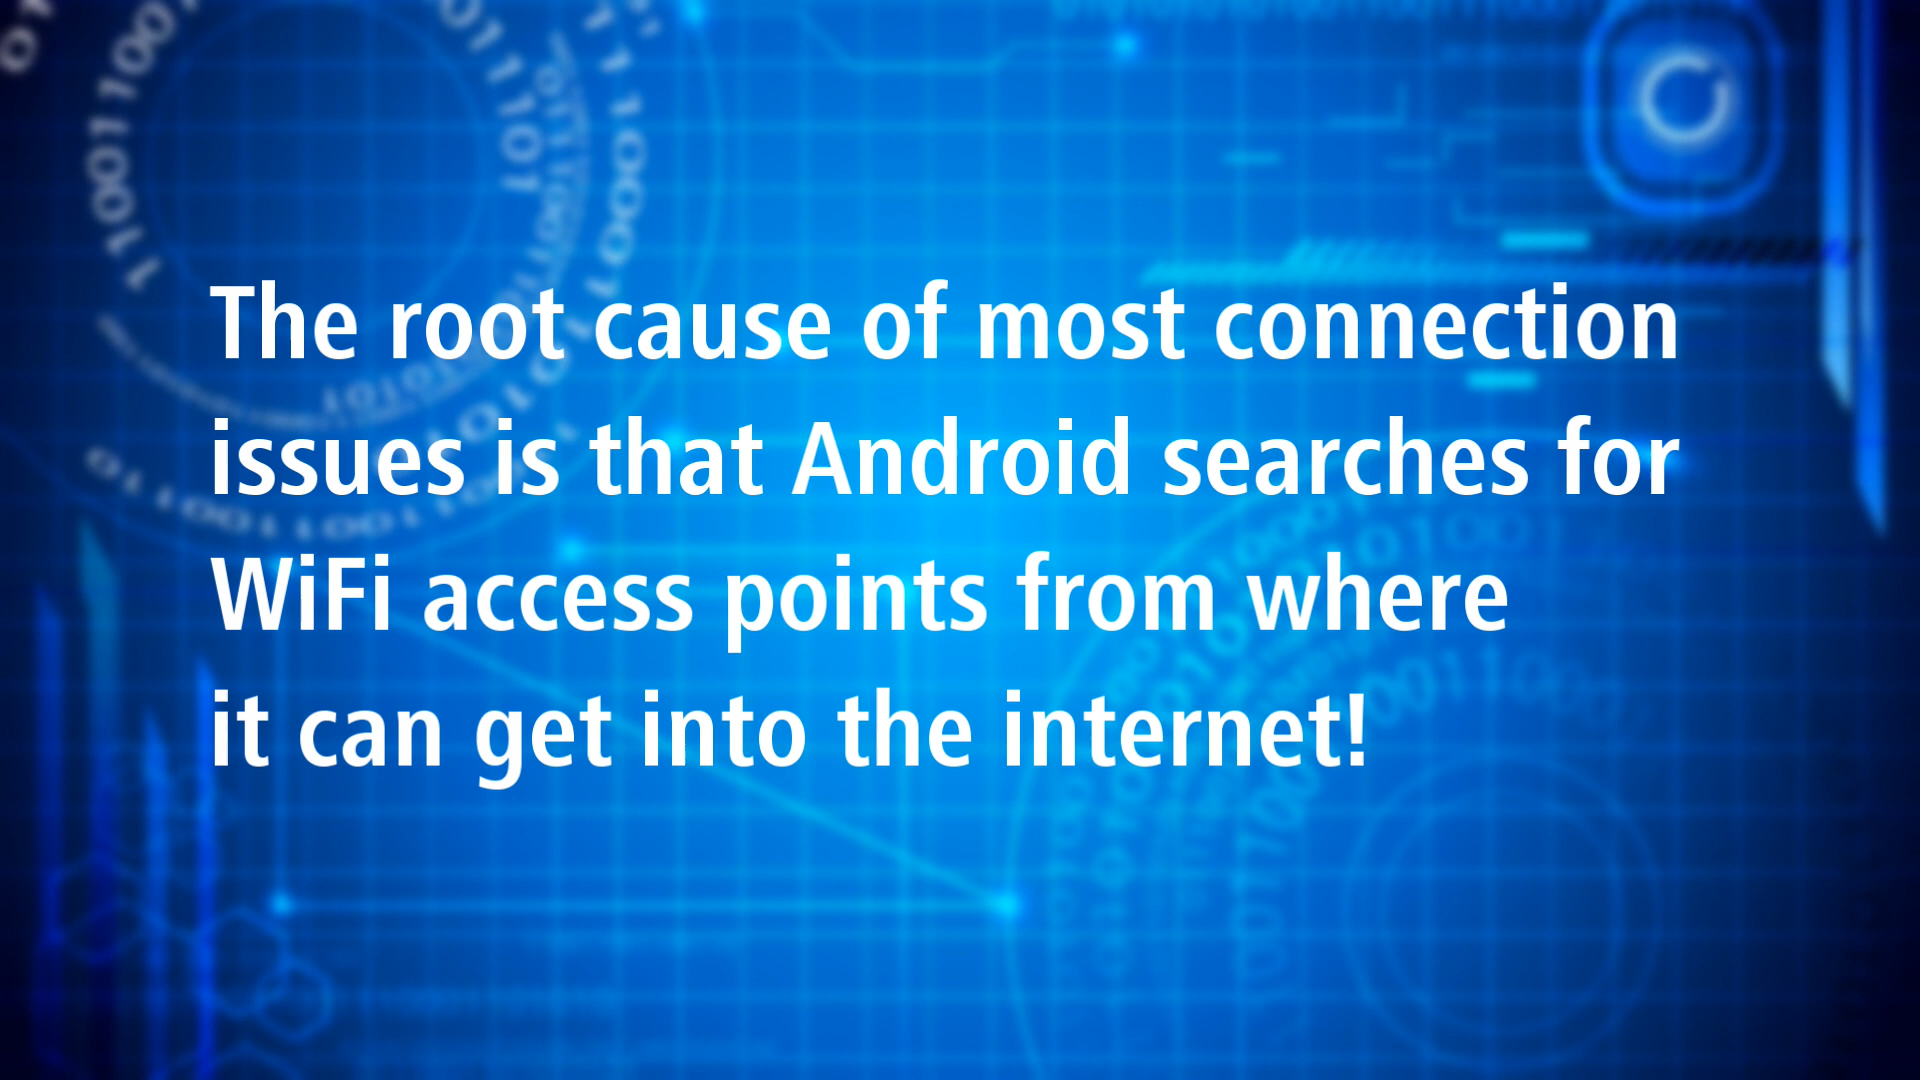 The root cause of most connection
issues is that Android searches for
WiFi access points from where
it can get into the internet!